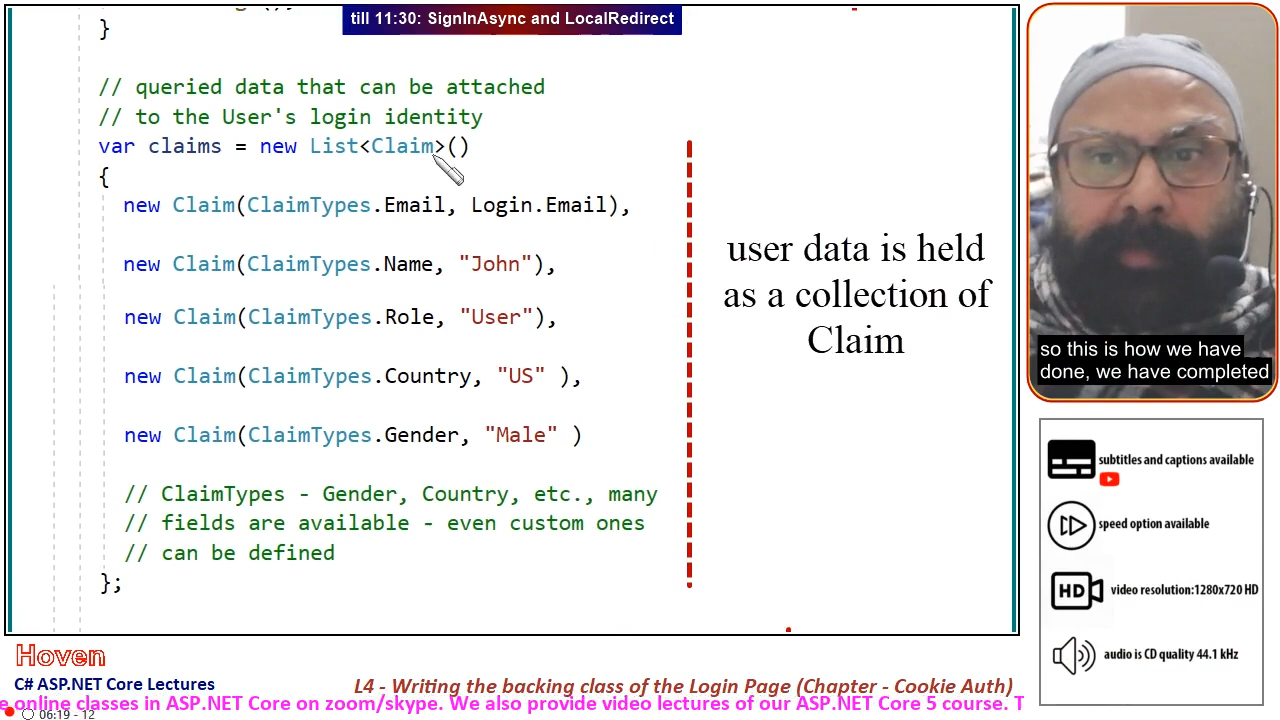 till 11:30: SignInAsync and LocalRedirect
}
// queried data that can be attached
// to the User's login identity
var claims = new List<Claim>()
{
new Claim(ClaimTypes.Email, Login.Email),
new Claim(ClaimTypes.Name, "John"),
new Claim(ClaimTypes.Role, "User"),
new Claim(ClaimTypes.Country, "US" ),
new Claim(ClaimTypes.Gender, "Male" )
// ClaimTypes - Gender, Country, etc., many
// fields are available - even custom ones
// can be defined
};
user data is held
as a collection of
Claim
so this is how we have
done, we have completed
subtitles and captions available
speed option available
HD
video resolution:1280x720 HD
audio is CD quality 44.1 kHz
Hoven
C# ASP.NET Core Lectures
L4 - Writing the backing class of the Login Page (Chapter - Cookie Auth)
e online classes in ASP.NET Core on zoom/skype. We also provide video lectures of our ASP.NET Core 5 course. T
06:19 - 12